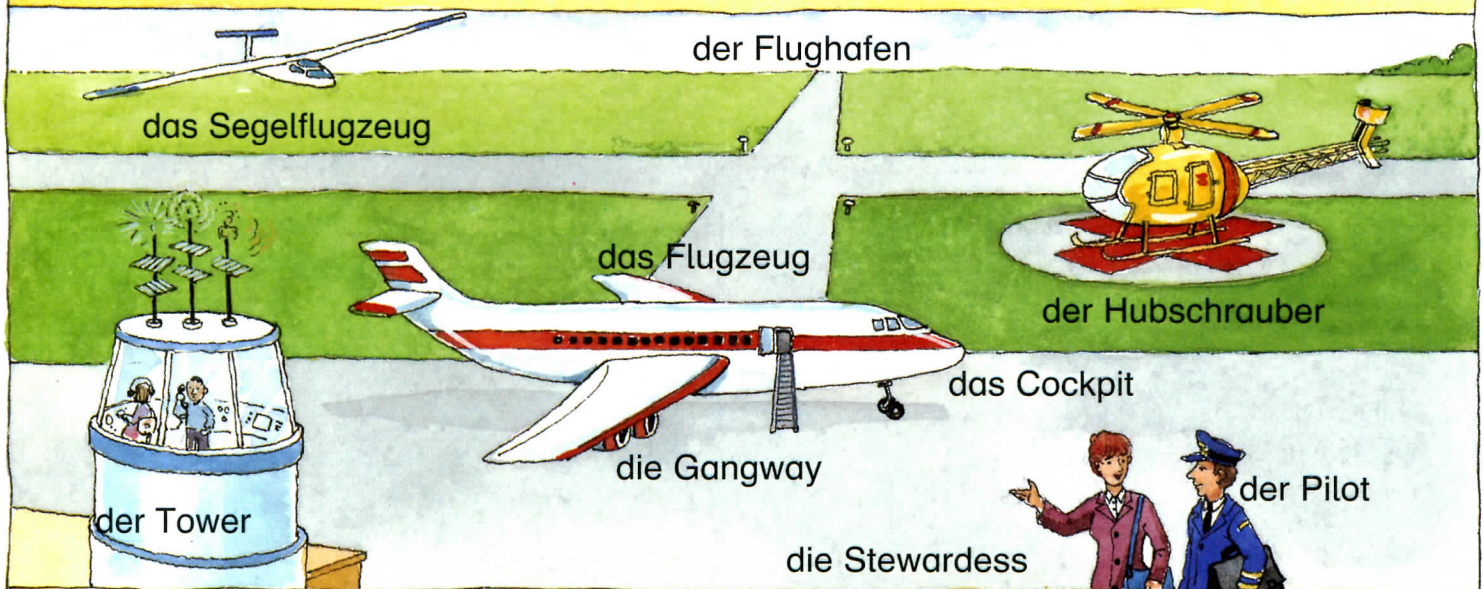 der Flughafen
das Segelflugzeug
das Flugzeug
der Hubschrauber
das Cockpit
die Gangway
der Pilot
der Tower
die Stewardess